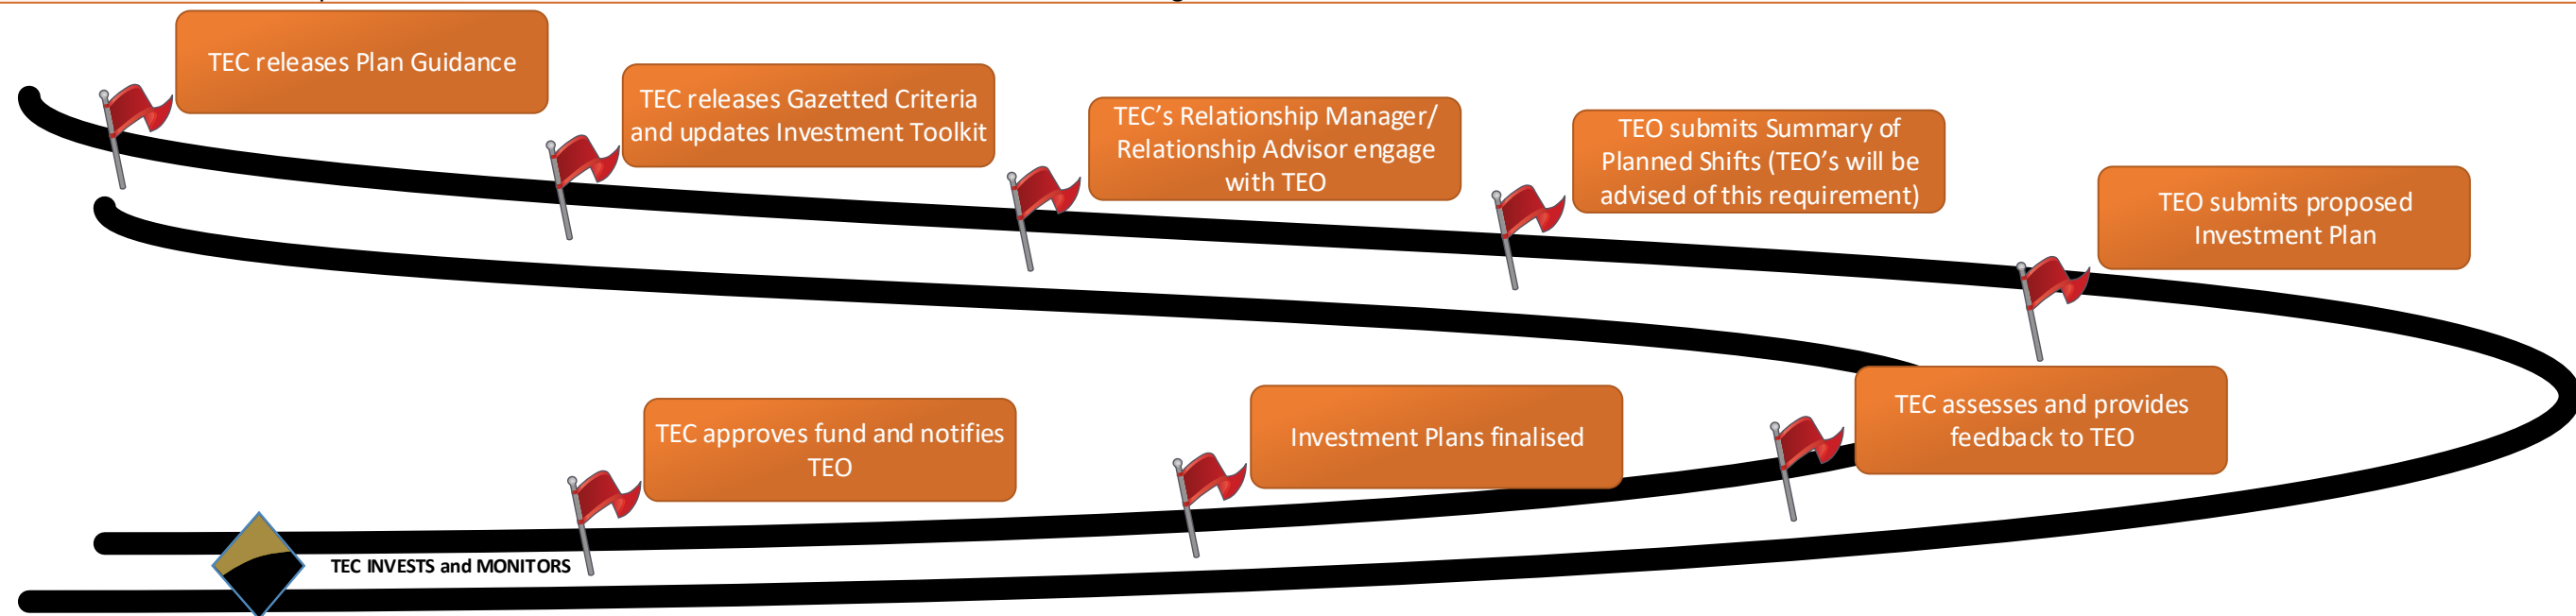 TEC releases Plan Guidance
TEC releases Gazetted Criteria
and updates Investment Toolkit
TEC’s Relationship Manager/
Relationship Advisor engage
with TEO
TEO submits Summary of
Planned Shifts (TEO’s will be
advised of this requirement)
TEO submits proposed
Investment Plan
TEC assesses and provides
feedback to TEO
Investment Plans finalised
TEC approves fund and notifies
TEO
TEC INVESTS and MONITORS